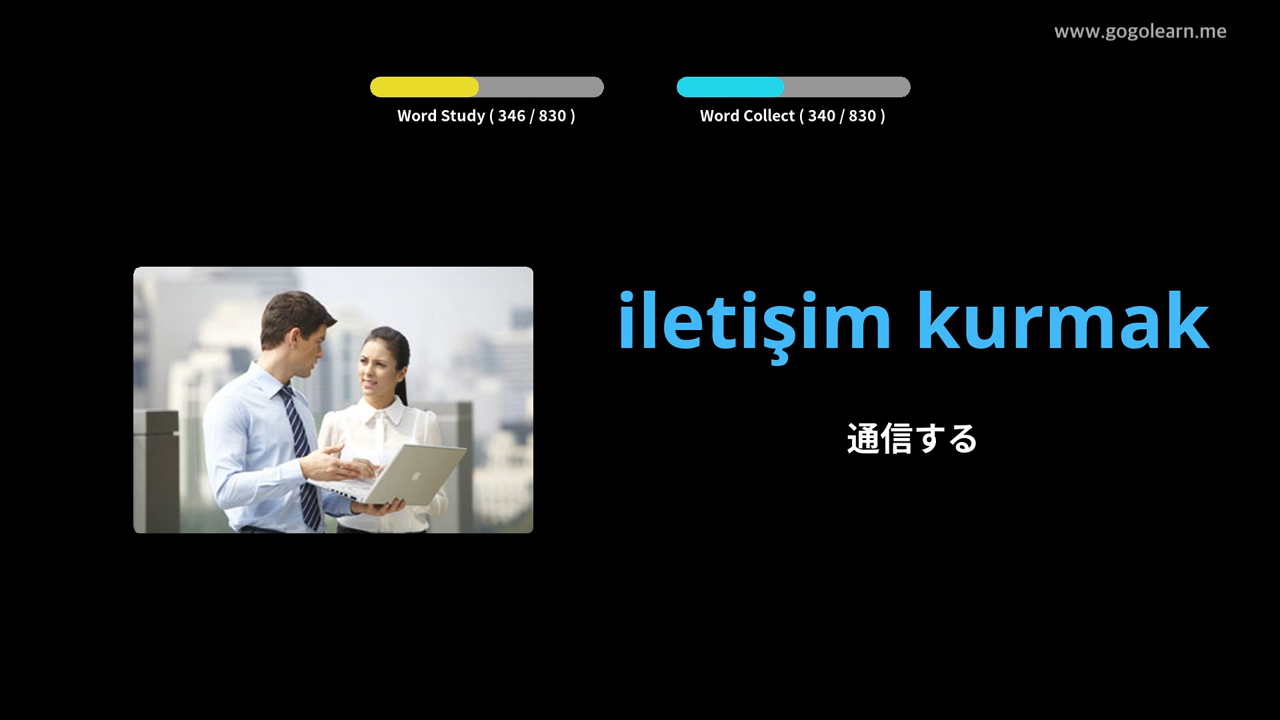 www.gogolearn.me
Word Study ( 346 / 830 )
Word Collect ( 340 / 830 )
iletişim kurmak
通信する